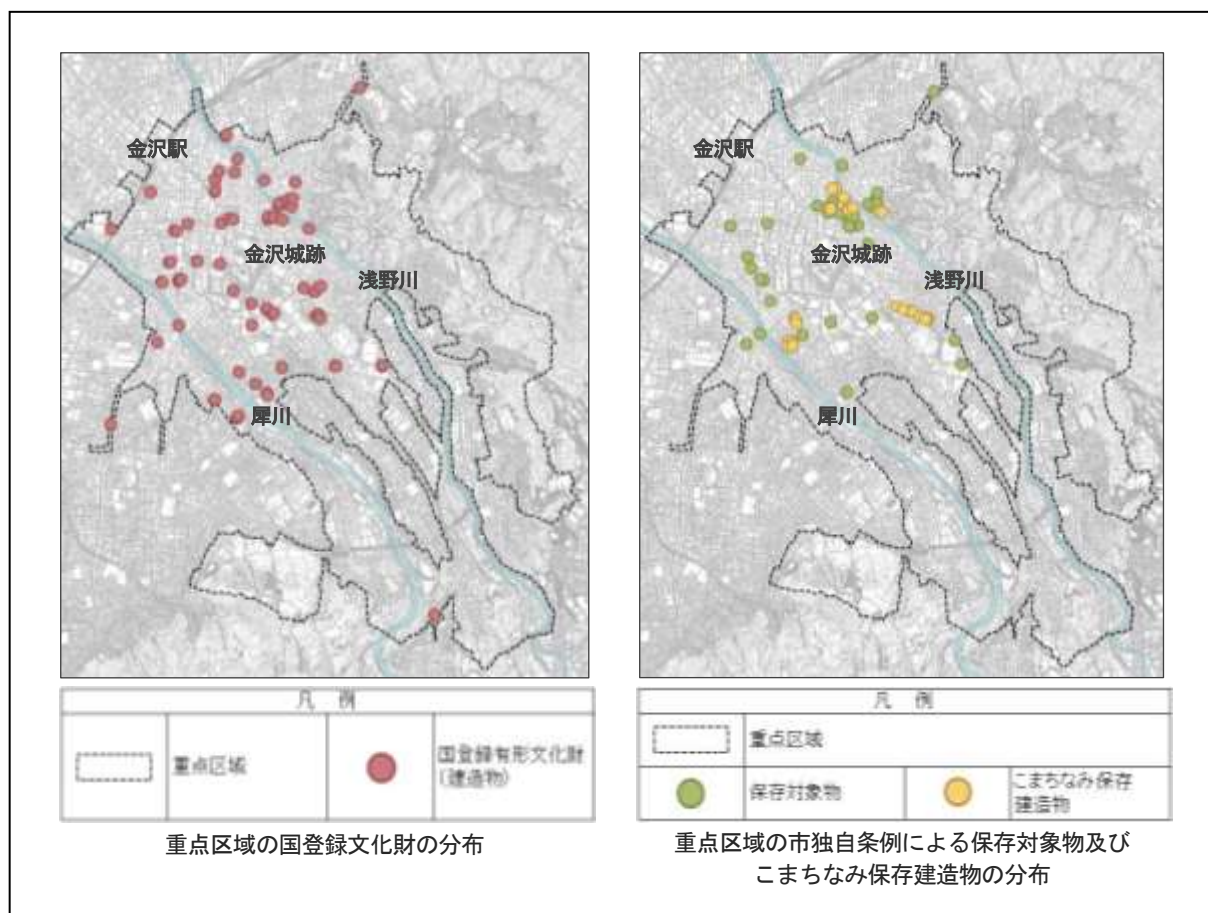 金沢駅
金沢城跡
浅野川
犀川
凡 例
重点区域
国登録有形文化財
(建造物)
重点区域の国登録文化財の分布
金沢駅
金沢城跡
浅野川
犀川
凡 例
重点区域
保存対象物
こまちなみ保存
建造物
重点区域の市独自条例による保存対象物及び
こまちなみ保存建造物の分布